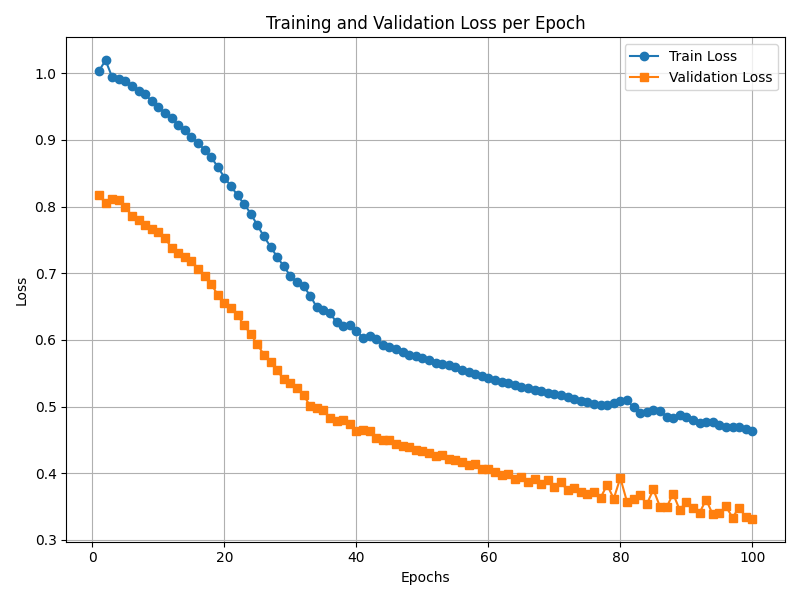 Training and Validation Loss per Epoch
Train Loss
Validation Loss
Loss
1.0
0.9
0.8
0.7
0.6
0.5
0.4
0.3
0 20 40 60 80 100
Epochs